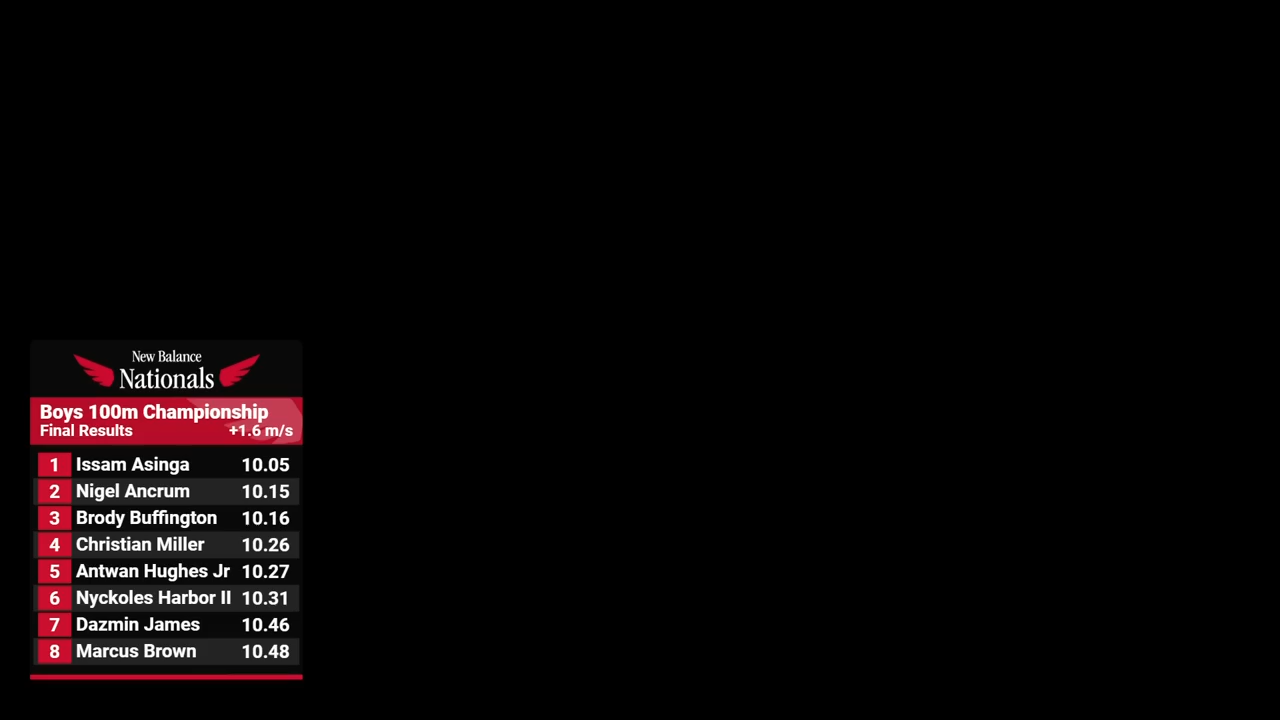 New Balance
Nationals
Boys 100m Championship
Final Results +1.6 m/s
1 Issam Asinga 10.05
2 Nigel Ancrum 10.15
3 Brody Buffington 10.16
4 Christian Miller 10.26
5 Antwan Hughes Jr 10.27
6 Nyckoles Harbor II 10.31
7 Dazmin James 10.46
8 Marcus Brown 10.48